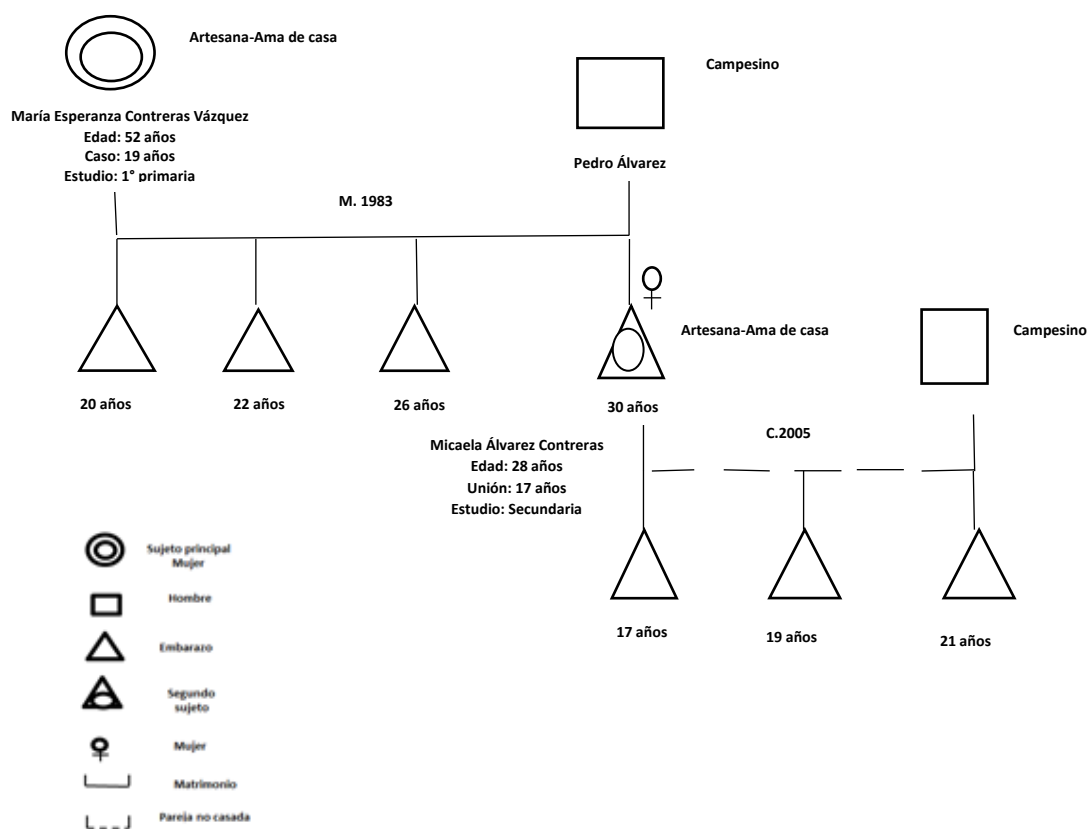 Artesana-Ama de casa
Campesino
María Esperanza Contreras Vázquez
Edad: 52 años
Caso: 19 años
Estudio: 1° primaria
Pedro Álvarez
M. 1983
Artesana-Ama de casa
Campesino
20 años
22 años
26 años
30 años
C.2005
Micaela Álvarez Contreras
Edad: 28 años
Unión: 17 años
Estudio: Secundaria
17 años
19 años
21 años
Sujeto principal
Mujer
Hombre
Embarazo
Segundo
sujeto
Mujer
Matrimonio
Pareja no casada